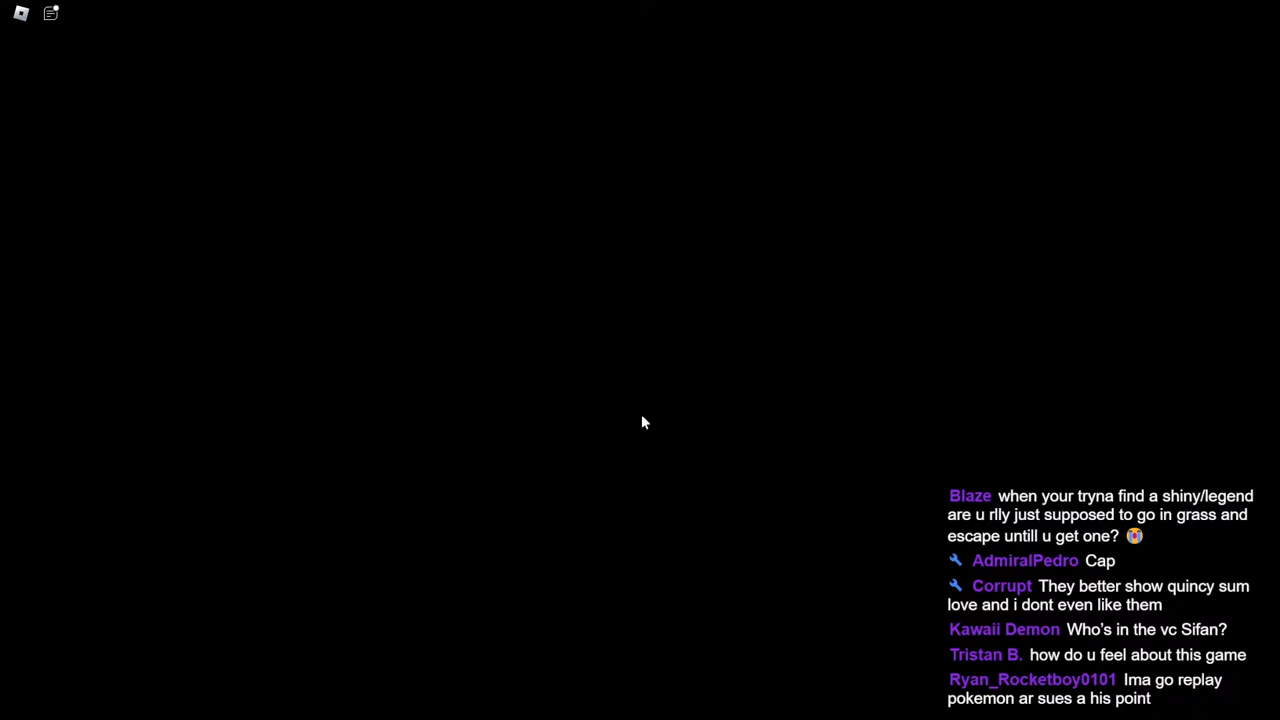 Blaze when your tryna find a shiny/legend
are u rlly just supposed to go in grass and
escape untill u get one? 😭
AdmiralPedro Cap
Corrupt They better show quincy sum
love and i dont even like them
Kawaii Demon Who's in the vc Sifan?
Tristan B. how do u feel about this game
Ryan_Rocketboy0101 Ima go replay
pokemon ar sues a his point